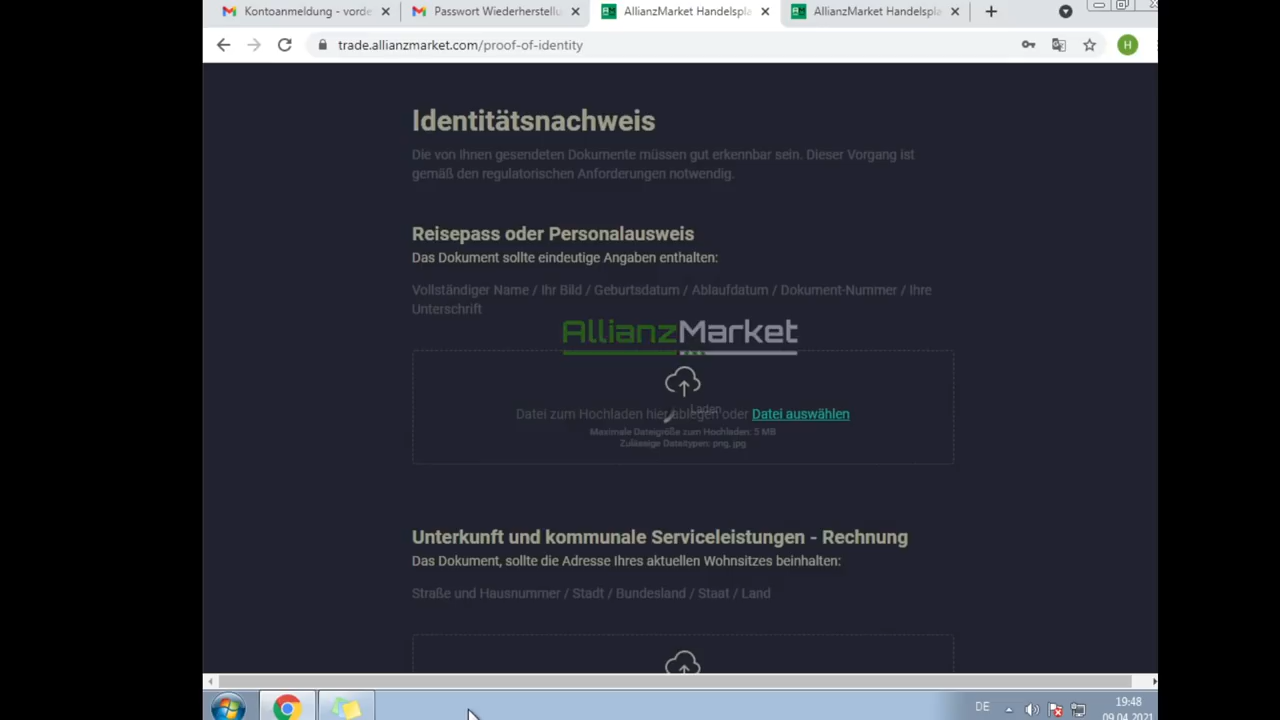 Kontoanmeldung - vorde
Passwort Wiederherstellu
AllianzMarket Handelspla
AllianzMarket Handelspla
trade.allianzmarket.com/proof-of-identity
H
Identitätsnachweis
Die von Ihnen gesendeten Dokumente müssen gut erkennbar sein. Dieser Vorgang ist
gemäß den regulatorischen Anforderungen notwendig.
Reisepass oder Personalausweis
Das Dokument sollte eindeutige Angaben enthalten:
Vollständiger Name / Ihr Bild / Geburtsdatum / Ablaufdatum / Dokument-Nummer / Ihre
Unterschrift
AllianzMarket
Laden
Datei zum Hochladen hier ablegen oder Datei auswählen
Maximale Dateigröße zum Hochladen: 5 MB
Zulässige Dateitypen: png, jpg
Unterkunft und kommunale Serviceleistungen - Rechnung
Das Dokument, sollte die Adresse Ihres aktuellen Wohnsitzes beinhalten:
Straße und Hausnummer / Stadt / Bundesland / Staat / Land
DE
19:48
09.04.2021